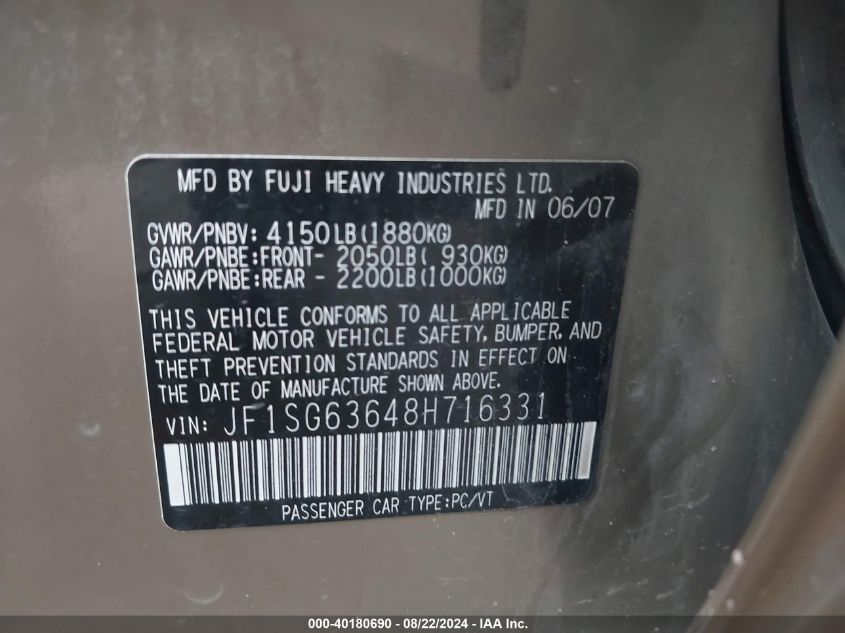 MFD BY FUJI HEAVY INDUSTRIES LTD.
MFD IN 06/07
GVWR/PNBV: 4150LB(1880KG)
GAWR/PNBE:FRONT- 2050LB( 930KG)
GAWR/PNBE:REAR - 2200LB(1000KG)
THIS VEHICLE CONFORMS TO ALL APPLICABLE
FEDERAL MOTOR VEHICLE SAFETY, BUMPER, AND
THEFT PREVENTION STANDARDS IN EFFECT ON
THE DATE OF MANUFACTURE SHOWN ABOVE.
VIN: JF1SG63648H716331
PASSENGER CAR TYPE:PC/VT
000-40180690 - 08/22/2024 - IAA Inc.